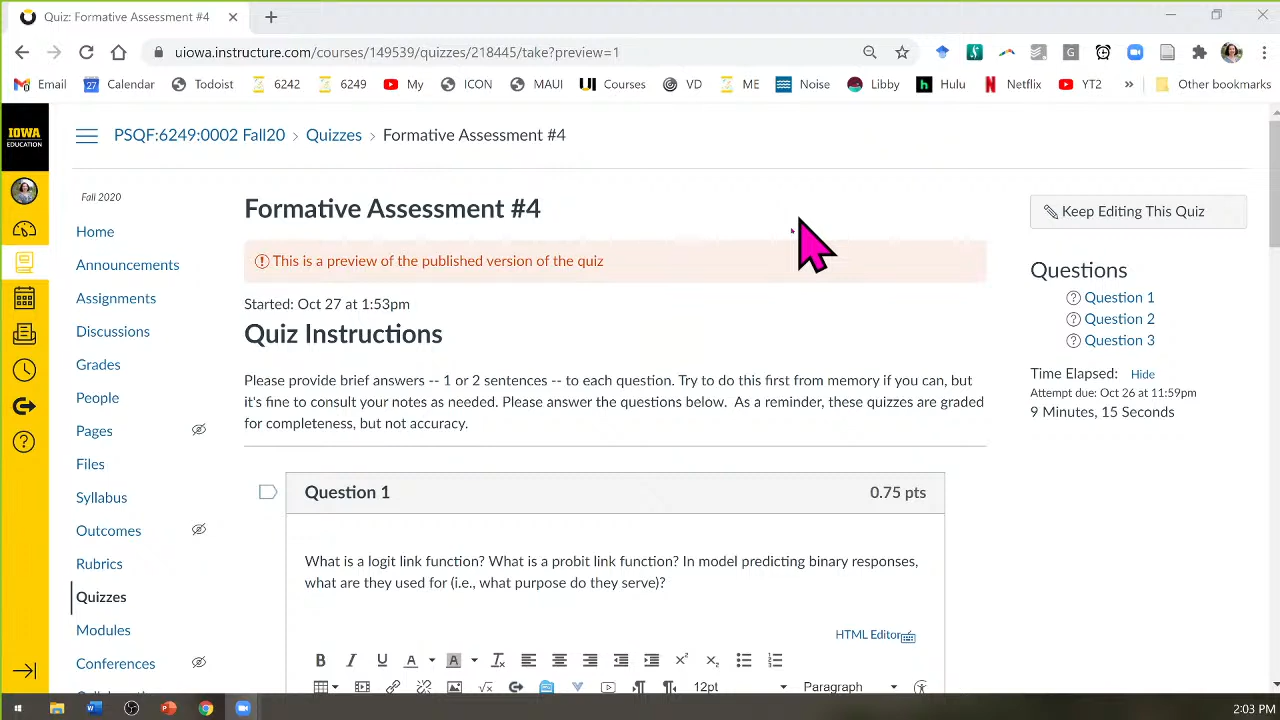 Quiz: Formative Assessment #4
uiowa.instructure.com/courses/149539/quizzes/218445/take?preview=1
Email Calendar Todoist 6242 6249 My ICON MAUI Courses VD ME Noise Libby Hulu Netflix YT2 » Other bookmarks
IOWA
EDUCATION
PSQF:6249:0002 Fall20 > Quizzes > Formative Assessment #4
Fall 2020
Home
Announcements
Assignments
Discussions
Grades
People
Pages
Files
Syllabus
Outcomes
Rubrics
Quizzes
Modules
Conferences
Formative Assessment #4
This is a preview of the published version of the quiz
Started: Oct 27 at 1:53pm
Quiz Instructions
Please provide brief answers -- 1 or 2 sentences -- to each question. Try to do this first from memory if you can, but
it's fine to consult your notes as needed. Please answer the questions below. As a reminder, these quizzes are graded
for completeness, but not accuracy.
Question 1 0.75 pts
What is a logit link function? What is a probit link function? In model predicting binary responses,
what are they used for (i.e., what purpose do they serve)?
HTML Editor
12pt Paragraph
Keep Editing This Quiz
Questions
Question 1
Question 2
Question 3
Time Elapsed: Hide
Attempt due: Oct 26 at 11:59pm
9 Minutes, 15 Seconds
2:03 PM